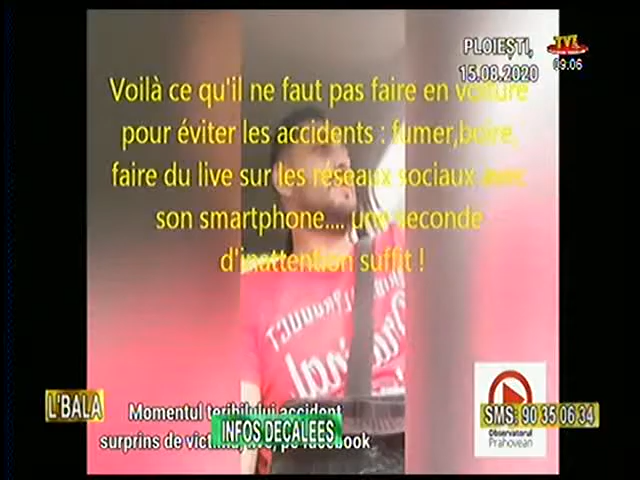 PLOIEȘTI,
15.08.2020
TVT
09:06
Voilà ce qu'il ne faut pas faire en voiture
pour éviter les accidents : fumer,boire,
faire du live sur les réseaux sociaux avec
son smartphone.... une seconde
d'inattention suffit !
L'BALA
Momentul teribilului accident
surprins de pe facebook
INFOS DECALEES
SMS: 90 35 06 34
Observatorul
Prahovean